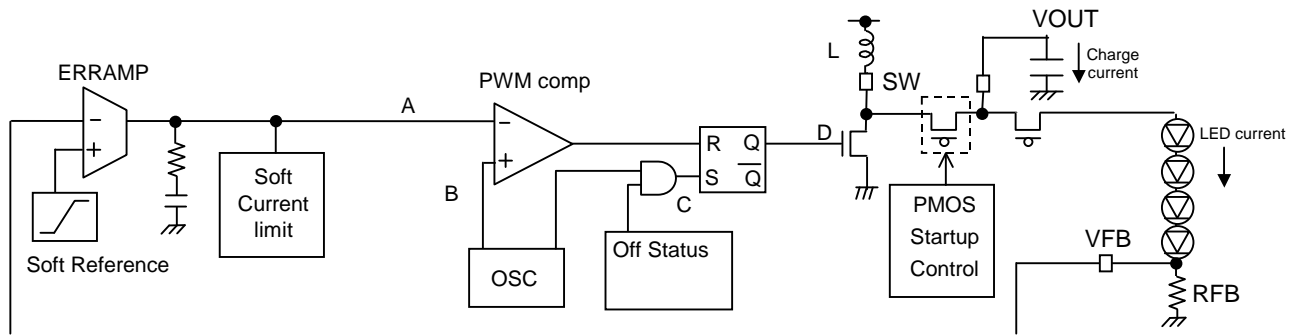 ERRAMP
−
+
Soft Reference
Soft
Current
limit
A
PWM comp
−
+
B
OSC
Off Status
C
R Q
S Q̅
D
L
SW
VOUT
Charge
current
PMOS
Startup
Control
LED current
VFB
RFB